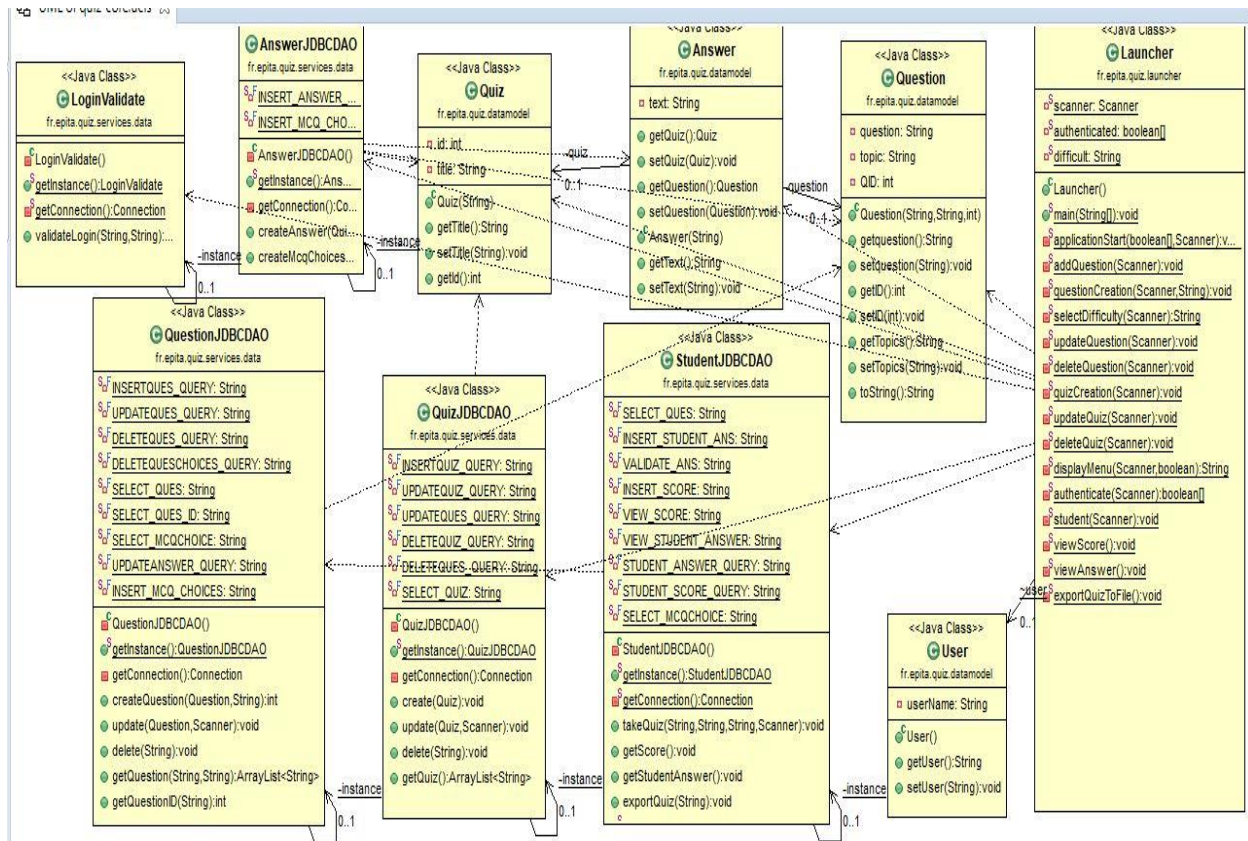 <<Java Class>>
LoginValidate
fr.epita.quiz.services.data
LoginValidate()
getInstance():LoginValidate
getConnection():Connection
validateLogin(String,String):...
-instance
0..1
AnswerJDBCDAO
fr.epita.quiz.services.data
INSERT_ANSWER_...
INSERT_MCQ_CHO...
AnswerJDBCDAO()
getInstance():Ans...
getConnection():Co...
createAnswer(Qui...
createMcqChoices...
-instance
0..1
<<Java Class>>
Quiz
fr.epita.quiz.datamodel
id: int
title: String
Quiz(String)
getTitle():String
setTitle(String):void
getId():int
-quiz
0..1
Answer
fr.epita.quiz.datamodel
text: String
getQuiz():Quiz
setQuiz(Quiz):void
getQuestion():Question
setQuestion(Question):void
Answer(String)
getText():String
setText(String):void
-question
0..1
<<Java Class>>
Question
fr.epita.quiz.datamodel
question: String
topic: String
QID: int
Question(String,String,int)
getquestion():String
setquestion(String):void
getID():int
setID(int):void
getTopics():String
setTopics(String):void
toString():String
<<Java Class>>
Launcher
fr.epita.quiz.launcher
scanner: Scanner
authenticated: boolean[]
difficult: String
Launcher()
main(String[]):void
applicationStart(boolean[],Scanner):v...
addQuestion(Scanner):void
questionCreation(Scanner,String):void
selectDifficulty(Scanner):String
updateQuestion(Scanner):void
deleteQuestion(Scanner):void
quizCreation(Scanner):void
updateQuiz(Scanner):void
deleteQuiz(Scanner):void
displayMenu(Scanner,boolean):String
authenticate(Scanner):boolean[]
student(Scanner):void
viewScore():void
viewAnswer():void
exportQuizToFile():void
~user
<<Java Class>>
QuestionJDBCDAO
fr.epita.quiz.services.data
INSERTQUES_QUERY: String
UPDATEQUES_QUERY: String
DELETEQUES_QUERY: String
DELETEQUESCHOICES_QUERY: String
SELECT_QUES: String
SELECT_QUES_ID: String
SELECT_MCQCHOICE: String
UPDATEANSWER_QUERY: String
INSERT_MCQ_CHOICES: String
QuestionJDBCDAO()
getInstance():QuestionJDBCDAO
getConnection():Connection
createQuestion(Question,String):int
update(Question,Scanner):void
delete(String):void
getQuestion(String,String):ArrayList<String>
getQuestionID(String):int
-instance
0..1
<<Java Class>>
QuizJDBCDAO
fr.epita.quiz.services.data
INSERTQUIZ_QUERY: String
UPDATEQUIZ_QUERY: String
UPDATEQUES_QUERY: String
DELETEQUIZ_QUERY: String
DELETEQUES_QUERY: String
SELECT_QUIZ: String
QuizJDBCDAO()
getInstance():QuizJDBCDAO
getConnection():Connection
create(Quiz):void
update(Quiz,Scanner):void
delete(String):void
getQuiz():ArrayList<String>
-instance
0..1
<<Java Class>>
StudentJDBCDAO
fr.epita.quiz.services.data
SELECT_QUES: String
INSERT_STUDENT_ANS: String
VALIDATE_ANS: String
INSERT_SCORE: String
VIEW_SCORE: String
VIEW_STUDENT_ANSWER: String
STUDENT_ANSWER_QUERY: String
STUDENT_SCORE_QUERY: String
SELECT_MCQCHOICE: String
StudentJDBCDAO()
getInstance():StudentJDBCDAO
getConnection():Connection
takeQuiz(String,String,String,Scanner):void
getScore():void
getStudentAnswer():void
exportQuiz(String):void
-instance
0..1
<<Java Class>>
User
fr.epita.quiz.datamodel
userName: String
User()
getUser():String
setUser(String):void